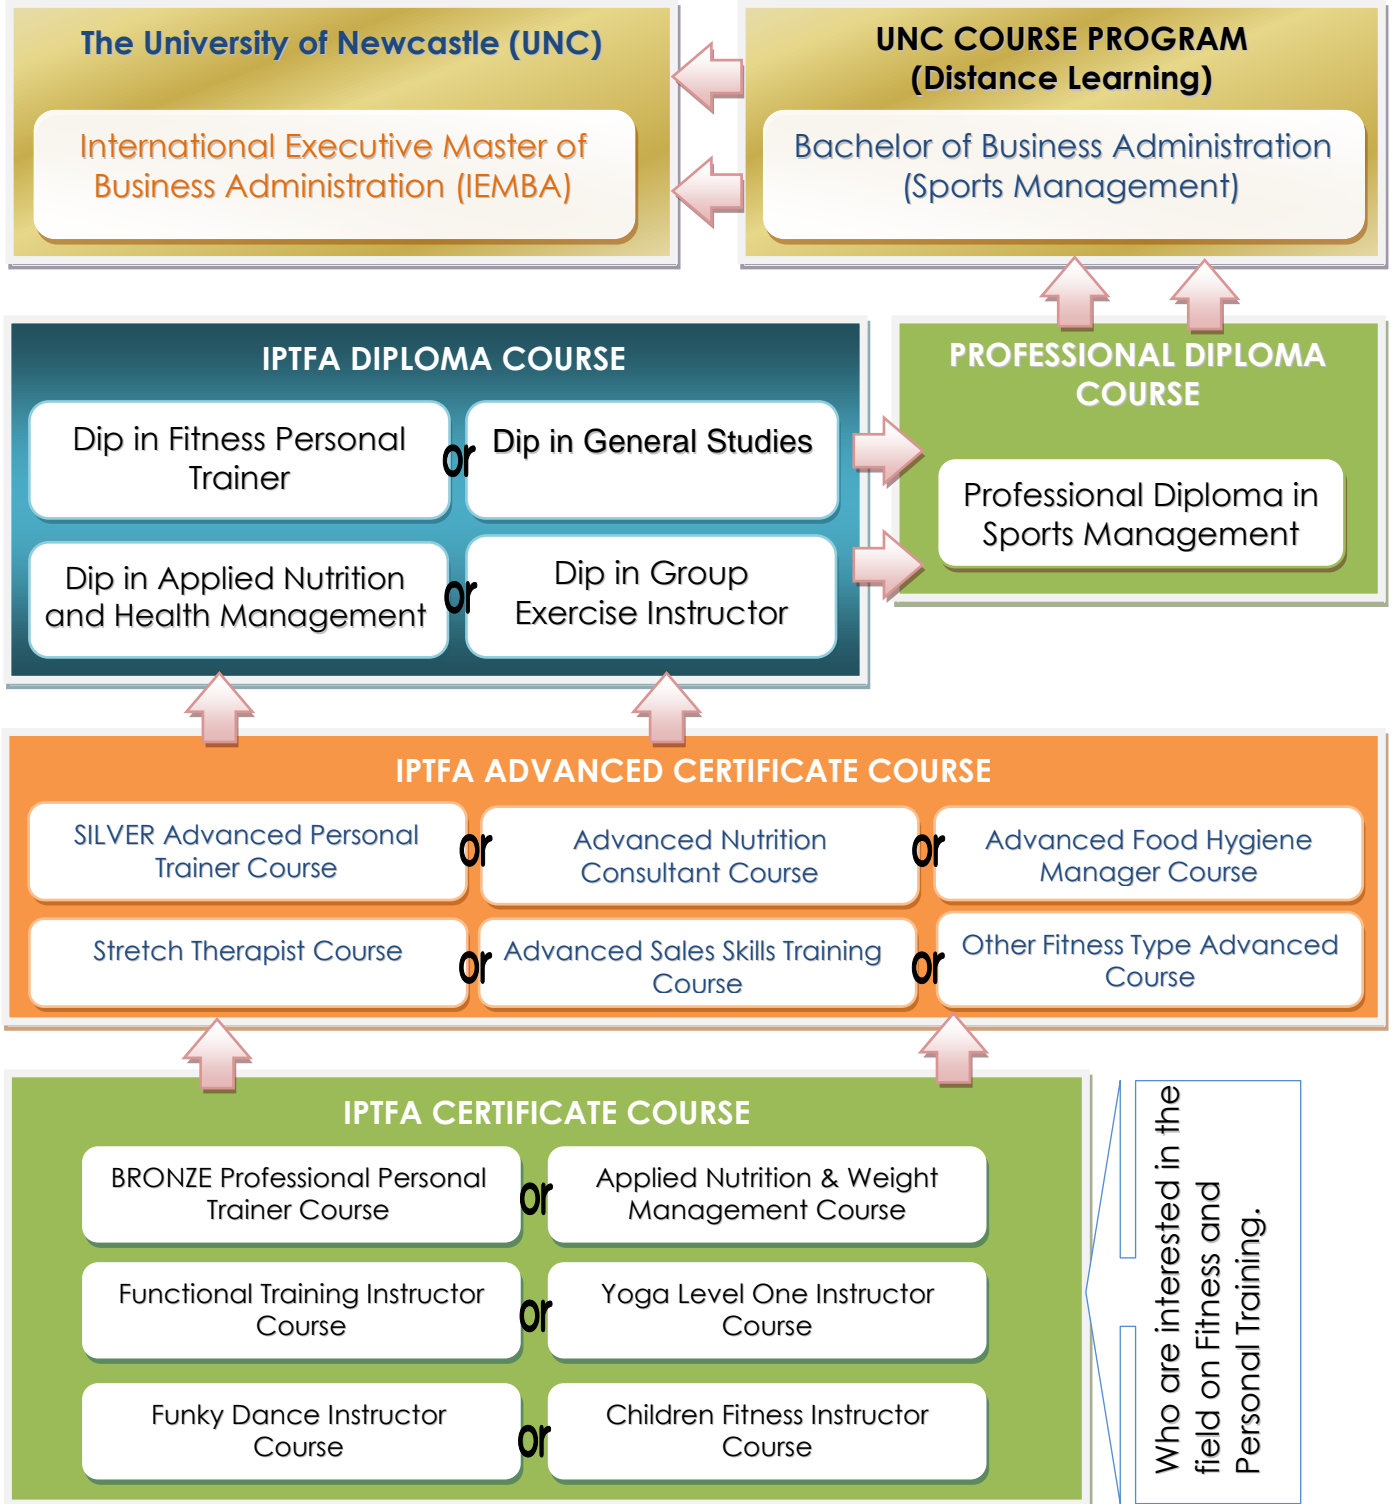 The University of Newcastle (UNC)
International Executive Master of
Business Administration (IEMBA)
UNC COURSE PROGRAM
(Distance Learning)
Bachelor of Business Administration
(Sports Management)
IPTFA DIPLOMA COURSE
Dip in Fitness Personal
Trainer
or
Dip in General Studies
Dip in Applied Nutrition
and Health Management
or
Dip in Group
Exercise Instructor
PROFESSIONAL DIPLOMA
COURSE
Professional Diploma in
Sports Management
IPTFA ADVANCED CERTIFICATE COURSE
SILVER Advanced Personal
Trainer Course
or
Advanced Nutrition
Consultant Course
or
Advanced Food Hygiene
Manager Course
Stretch Therapist Course
or
Advanced Sales Skills Training
Course
or
Other Fitness Type Advanced
Course
IPTFA CERTIFICATE COURSE
BRONZE Professional Personal
Trainer Course
or
Applied Nutrition & Weight
Management Course
Functional Training Instructor
Course
or
Yoga Level One Instructor
Course
Funky Dance Instructor
Course
or
Children Fitness Instructor
Course
Who are interested in the
field on Fitness and
Personal Training.